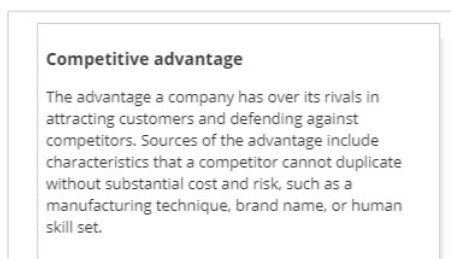 Competitive advantage
The advantage a company has over its rivals in
attracting customers and defending against
competitors. Sources of the advantage include
characteristics that a competitor cannot duplicate
without substantial cost and risk, such as a
manufacturing technique, brand name, or human
skill set.